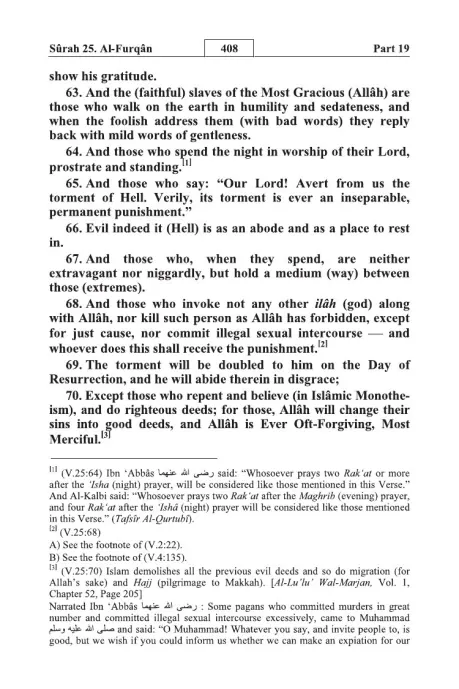 Sûrah 25. Al-Furqân 408 Part 19
show his gratitude.
63. And the (faithful) slaves of the Most Gracious (Allâh) are
those who walk on the earth in humility and sedateness, and
when the foolish address them (with bad words) they reply
back with mild words of gentleness.
64. And those who spend the night in worship of their Lord,
prostrate and standing.[1]
65. And those who say: “Our Lord! Avert from us the
torment of Hell. Verily, its torment is ever an inseparable,
permanent punishment.”
66. Evil indeed it (Hell) is as an abode and as a place to rest
in.
67. And those who, when they spend, are neither
extravagant nor niggardly, but hold a medium (way) between
those (extremes).
68. And those who invoke not any other ilâh (god) along
with Allâh, nor kill such person as Allâh has forbidden, except
for just cause, nor commit illegal sexual intercourse — and
whoever does this shall receive the punishment.[2]
69. The torment will be doubled to him on the Day of
Resurrection, and he will abide therein in disgrace;
70. Except those who repent and believe (in Islâmic Monothe-
ism), and do righteous deeds; for those, Allâh will change their
sins into good deeds, and Allâh is Ever Oft-Forgiving, Most
Merciful.[3]
[1] (V.25:64) Ibn ‘Abbâs رضى الله عنهما said: “Whosoever prays two Rak‘at or more
after the ‘Isha (night) prayer, will be considered like those mentioned in this Verse.”
And Al-Kalbi said: “Whosoever prays two Rak‘at after the Maghrib (evening) prayer,
and four Rak‘at after the ‘Ishâ (night) prayer will be considered like those mentioned
in this Verse.” (Tafsîr Al-Qurtubî).
[2] (V.25:68)
A) See the footnote of (V.2:22).
B) See the footnote of (V.4:135).
[3] (V.25:70) Islam demolishes all the previous evil deeds and so do migration (for
Allah’s sake) and Hajj (pilgrimage to Makkah). [Al-Lu’lu’ Wal-Marjan, Vol. 1,
Chapter 52, Page 205]
Narrated Ibn ‘Abbâs رضى الله عنهما : Some pagans who committed murders in great
number and committed illegal sexual intercourse excessively, came to Muhammad
صلى الله عليه وسلم and said: “O Muhammad! Whatever you say, and invite people to, is
good, but we wish if you could inform us whether we can make an expiation for our